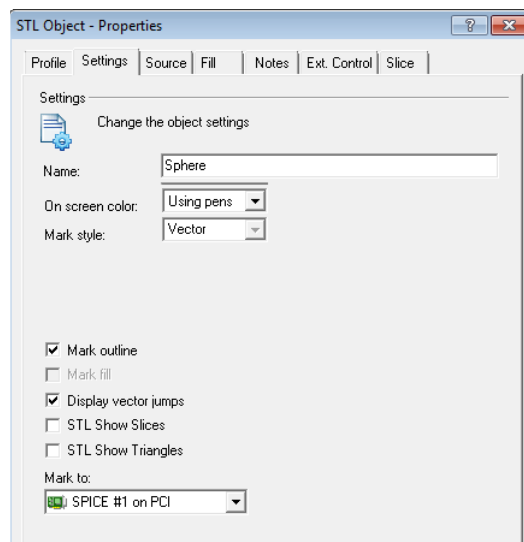 STL Object - Properties
Profile Settings Source Fill Notes Ext. Control Slice
Settings
Change the object settings
Name: Sphere
On screen color: Using pens
Mark style: Vector
Mark outline
Mark fill
Display vector jumps
STL Show Slices
STL Show Triangles
Mark to:
SPICE #1 on PCI